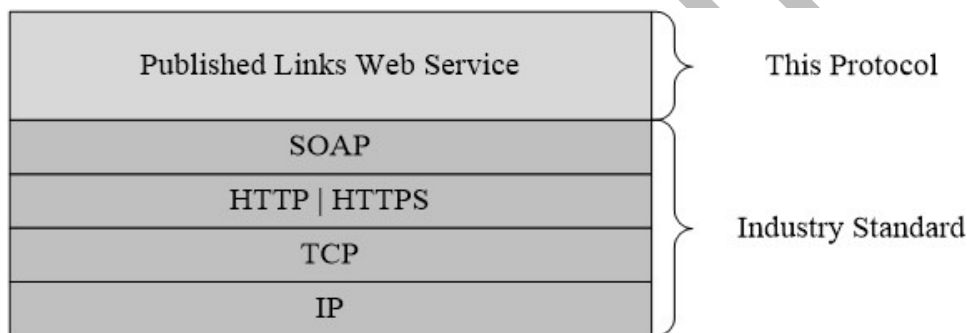 Published Links Web Service
This Protocol
SOAP
HTTP | HTTPS
Industry Standard
TCP
IP